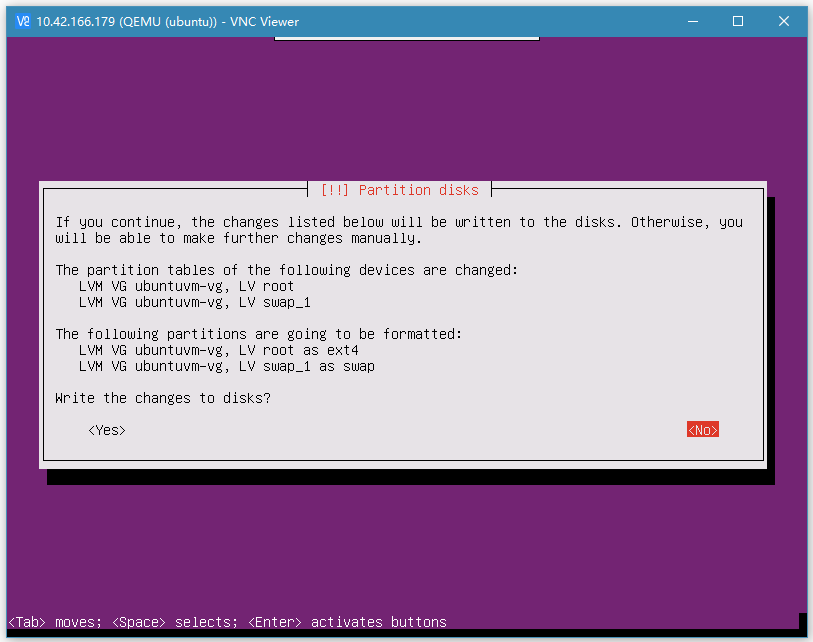 VQ 10.42.166.179 (QEMU (ubuntu)) - VNC Viewer
[!!] Partition disks
If you continue, the changes listed below will be written to the disks. Otherwise, you
will be able to make further changes manually.
The partition tables of the following devices are changed:
LVM VG ubuntuvm-vg, LV root
LVM VG ubuntuvm-vg, LV swap_1
The following partitions are going to be formatted:
LVM VG ubuntuvm-vg, LV root as ext4
LVM VG ubuntuvm-vg, LV swap_1 as swap
Write the changes to disks?
<Yes> <No>
<Tab> moves; <Space> selects; <Enter> activates buttons